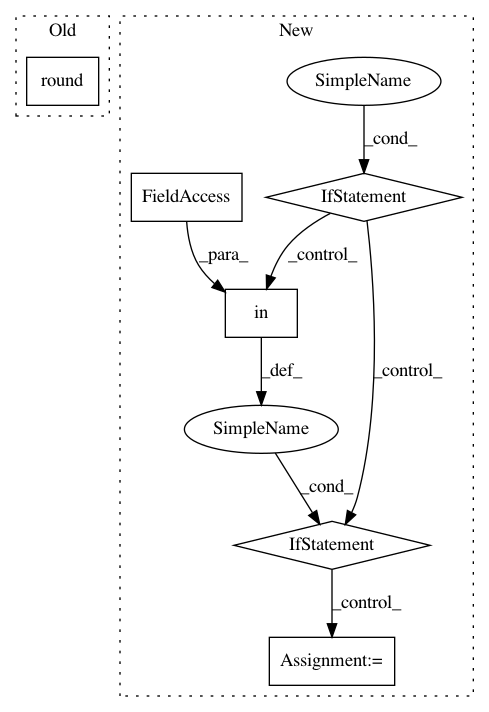 Old
New
round
SimpleName
_cond_
FieldAccess
IfStatement
_para_
_control_
in
_def_
_control_
SimpleName
_cond_
IfStatement
_control_
Assignment:=